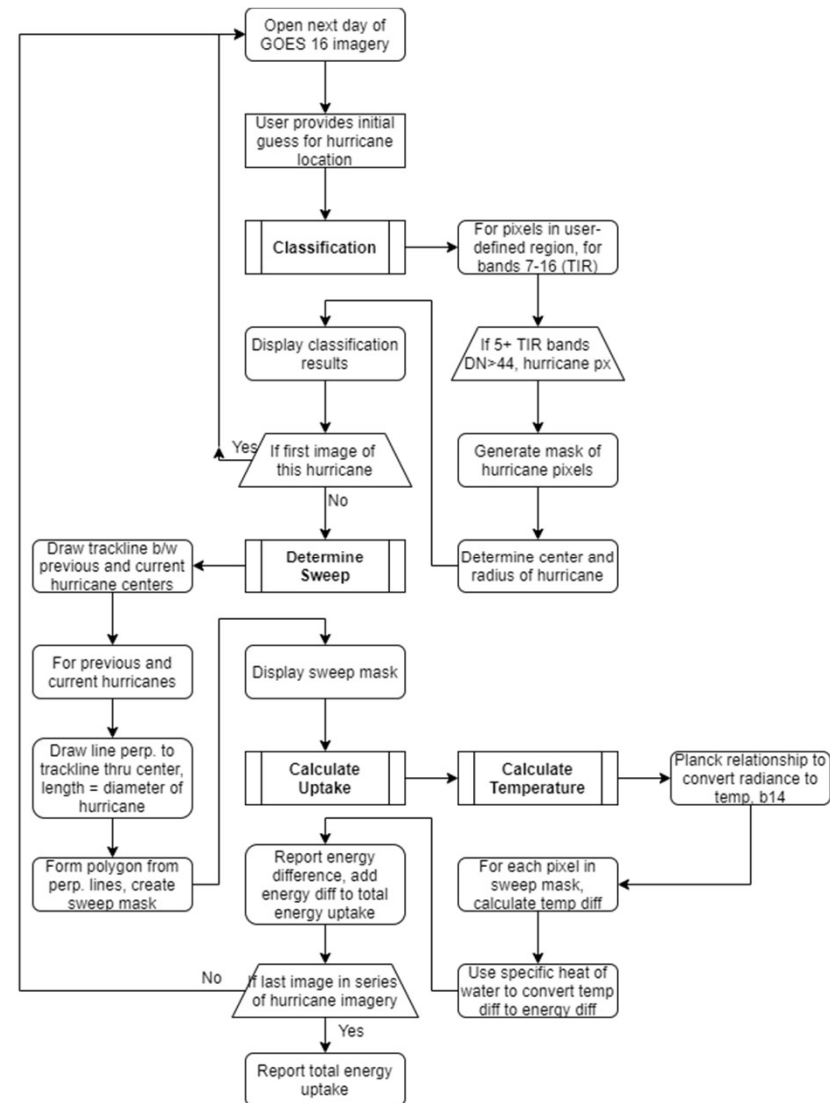 Open next day of
GOES 16 imagery
User provides initial
guess for hurricane
location
Classification
For pixels in user-
defined region, for
bands 7-16 (TIR)
If 5+ TIR bands
DN>44, hurricane px
Generate mask of
hurricane pixels
Determine center and
radius of hurricane
Display classification
results
If first image of
this hurricane
Yes
No
Determine
Sweep
Draw trackline b/w
previous and current
hurricane centers
For previous and
current hurricanes
Draw line perp. to
trackline thru center,
length = diameter of
hurricane
Form polygon from
perp. lines, create
sweep mask
Display sweep mask
Calculate
Uptake
Calculate
Temperature
Planck relationship to
convert radiance to
temp, b14
For each pixel in
sweep mask,
calculate temp diff
Use specific heat of
water to convert temp
diff to energy diff
Report energy
difference, add
energy diff to total
energy uptake
If last image in series
of hurricane imagery
No
Yes
Report total energy
uptake